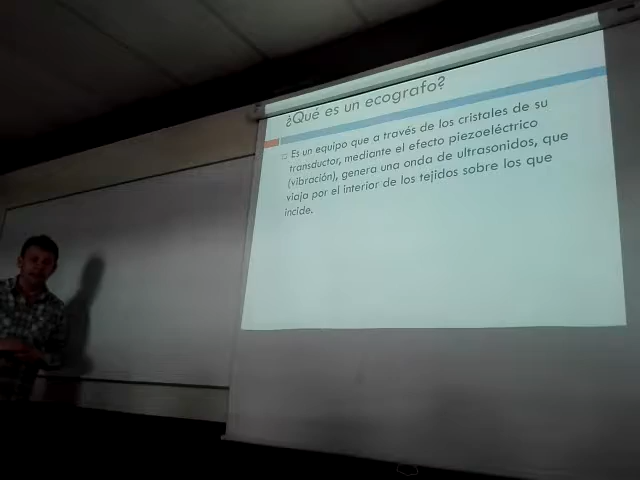 ¿Qué es un ecografo?
Es un equipo que a través de los cristales de su
transductor, mediante el efecto piezoeléctrico
(vibración), genera una onda de ultrasonidos, que
viaja por el interior de los tejidos sobre los que
incide.